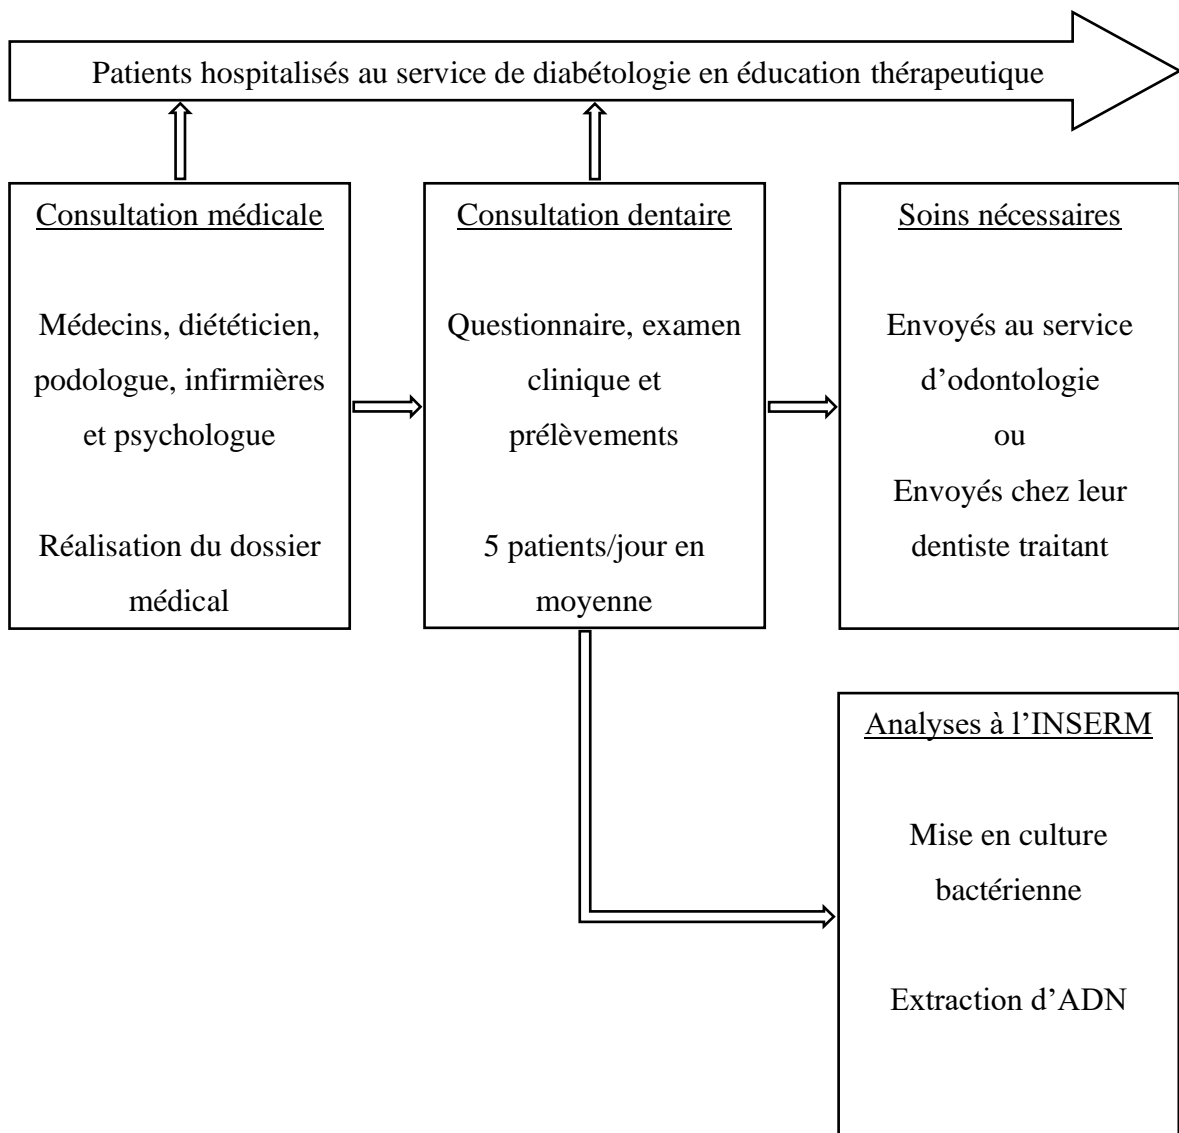 Patients hospitalisés au service de diabétologie en éducation thérapeutique
Consultation médicale
Médecins, diététicien,
podologue, infirmières
et psychologue
Réalisation du dossier
médical
Consultation dentaire
Questionnaire, examen
clinique et
prélèvements
5 patients/jour en
moyenne
Soins nécessaires
Envoyés au service
d’odontologie
ou
Envoyés chez leur
dentiste traitant
Analyses à l’INSERM
Mise en culture
bactérienne
Extraction d’ADN